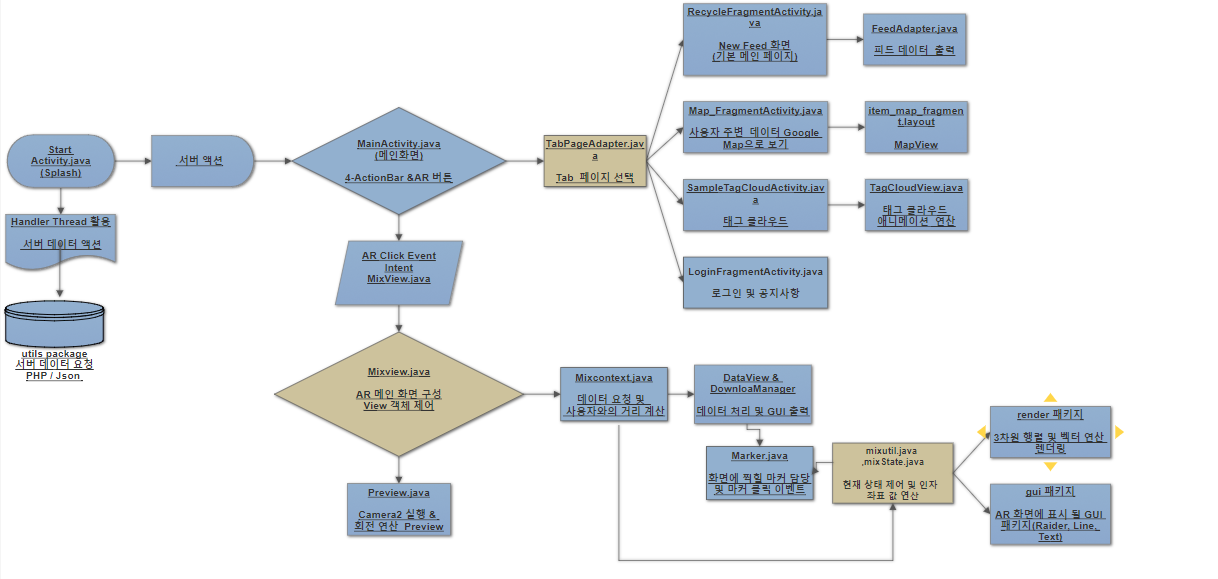 Start
Activity.java
(Splash)
서버 액션
Handler Thread 활용
서버 데이터 액션
utils package
서버 데이터 요청
PHP / Json
MainActivity.java
(메인화면)
4-ActionBar &AR 버튼
AR Click Event
Intent
MixView.java
Mixview.java
AR 메인 화면 구성
View 객체 제어
Preview.java
Camera2 실행 &
회전 연산 Preview
TabPageAdapter.jav
a
Tab 페이지 선택
RecycleFragmentActivity.ja
va
New Feed 화면
(기본 메인 페이지)
FeedAdapter.java
피드 데이터 출력
Map_FragmentActivity.java
사용자 주변 데이터 Google
Map으로 보기
item_map_fragmen
t.layout
MapView
SampleTagCloudActivity.jav
a
태그 클라우드
TagCloudView.java
태그 클라우드
애니메이션 연산
LoginFragmentActivity.java
로그인 및 공지사항
Mixcontext.java
데이터 요청 및
사용자와의 거리 계산
DataView &
DownloaManager
데이터 처리 및 GUI 출력
Marker.java
화면에 찍힐 마커 담당
및 마커 클릭 이벤트
mixutil.java
,mixState.java
현재 상태 제어 및 인자
좌표 값 연산
render 패키지
3차원 행렬 및 벡터 연산
렌더링
gui 패키지
AR 화면에 표시 될 GUI
패키지(Raider, Line,
Text)